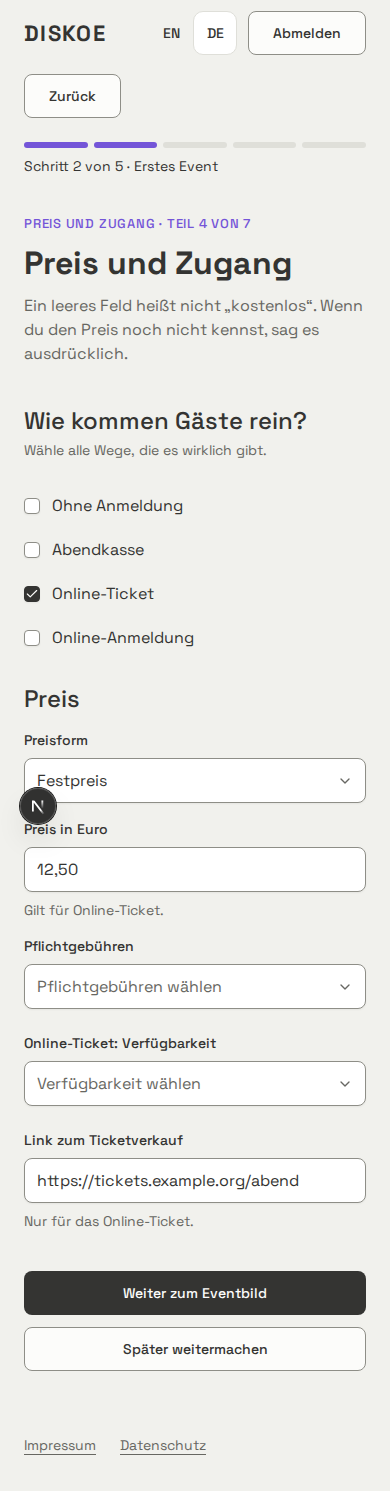 DISKOE
EN
DE
Abmelden
Zurück
Schritt 2 von 5 · Erstes Event
PREIS UND ZUGANG · TEIL 4 VON 7
Preis und Zugang
Ein leeres Feld heißt nicht „kostenlos“. Wenn
du den Preis noch nicht kennst, sag es
ausdrücklich.
Wie kommen Gäste rein?
Wähle alle Wege, die es wirklich gibt.
Ohne Anmeldung
Abendkasse
Online-Ticket
Online-Anmeldung
Preis
Preisform
Festpreis
N
Preis in Euro
12,50
Gilt für Online-Ticket.
Pflichtgebühren
Pflichtgebühren wählen
Online-Ticket: Verfügbarkeit
Verfügbarkeit wählen
Link zum Ticketverkauf
https://tickets.example.org/abend
Nur für das Online-Ticket.
Weiter zum Eventbild
Später weitermachen
Impressum
Datenschutz